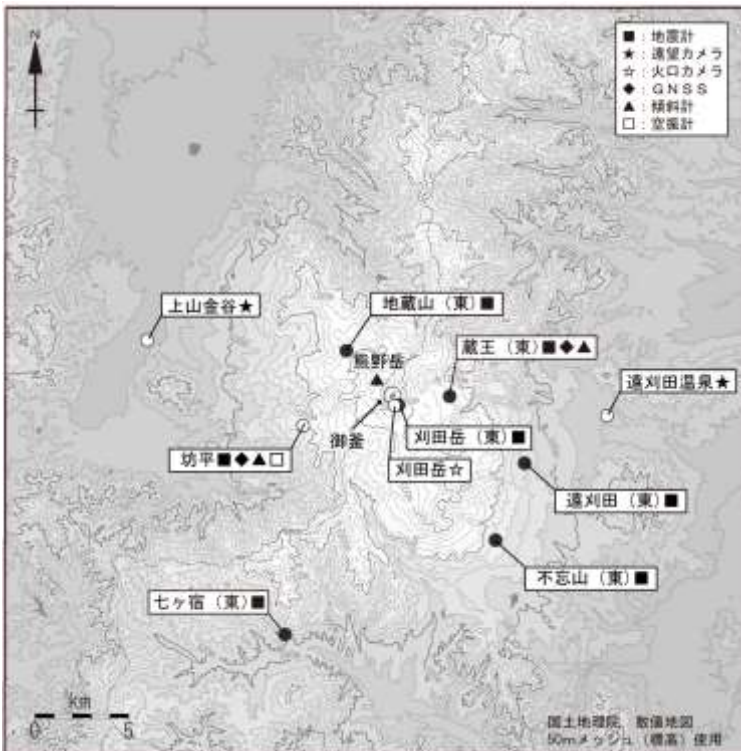 N
■：地震計
★：遠望カメラ
☆：火口カメラ
◆：ＧＮＳＳ
▲：傾斜計
□：空振計
上山金谷★
地蔵山（東）■
熊野岳
蔵王（東）■◆▲
遠刈田温泉★
御釜
刈田岳（東）■
坊平■◆▲□
刈田岳☆
遠刈田（東）■
不忘山（東）■
七ヶ宿（東）■
km
0 5
国土地理院 数値地図
50mメッシュ（標高）使用